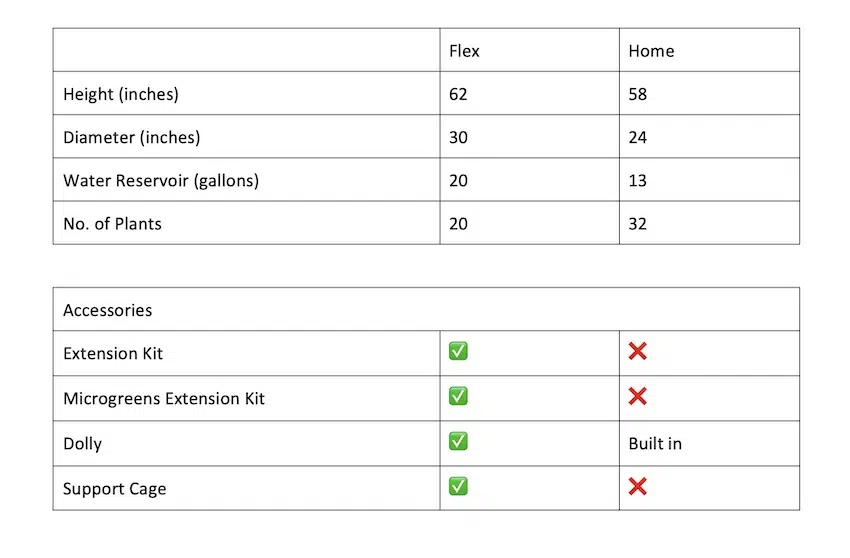 Flex Home
Height (inches) 62 58
Diameter (inches) 30 24
Water Reservoir (gallons) 20 13
No. of Plants 20 32
Accessories
Extension Kit ✅ ❌
Microgreens Extension Kit ✅ ❌
Dolly ✅ Built in
Support Cage ✅ ❌